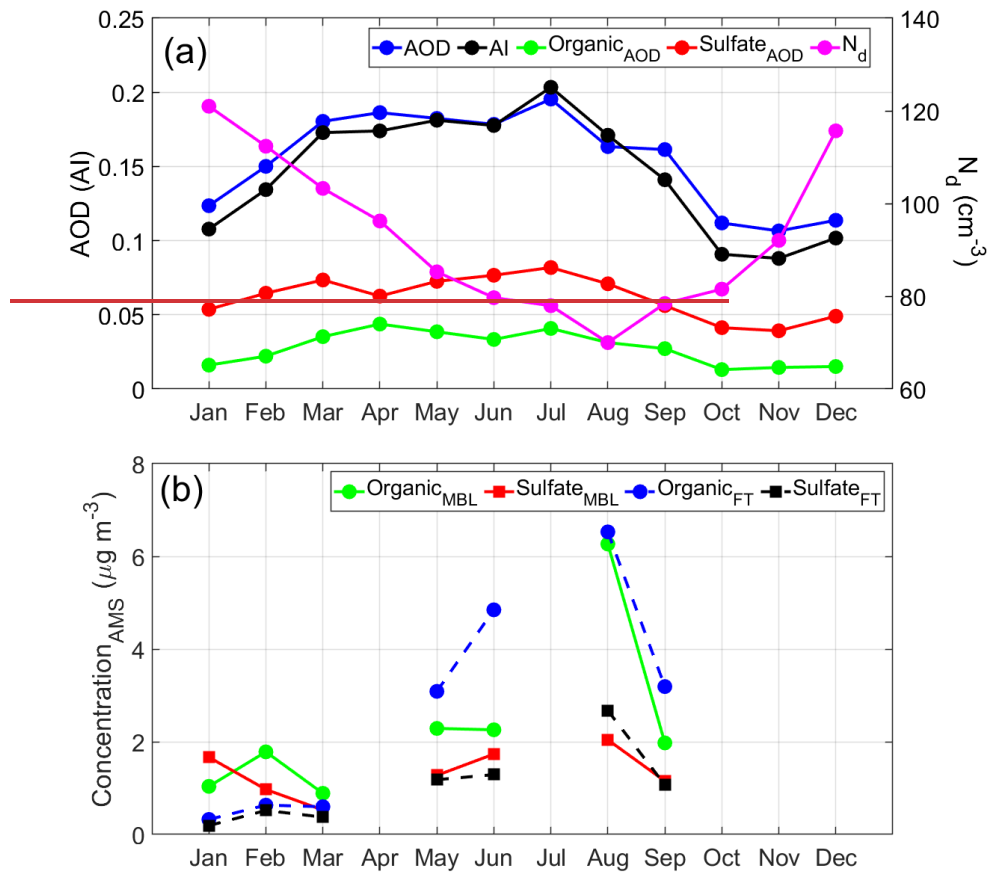 (a)
AOD AI Organic_AOD Sulfate_AOD N_d
0.25
0.2
0.15
0.1
0.05
0
AOD (AI)
140
120
100
80
60
N_d (cm^-3)
Jan Feb Mar Apr May Jun Jul Aug Sep Oct Nov Dec
(b)
Organic_MBL Sulfate_MBL Organic_FT Sulfate_FT
8
6
4
2
0
Concentration_AMS (μg m^-3)
Jan Feb Mar Apr May Jun Jul Aug Sep Oct Nov Dec